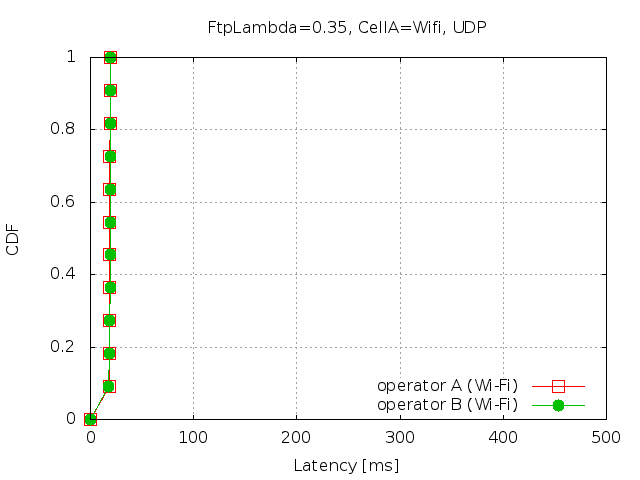 FtpLambda=0.35, CellA=Wifi, UDP
1
0.8
0.6
0.4
0.2
0
CDF
operator A (Wi-Fi)
operator B (Wi-Fi)
0 100 200 300 400 500
Latency [ms]